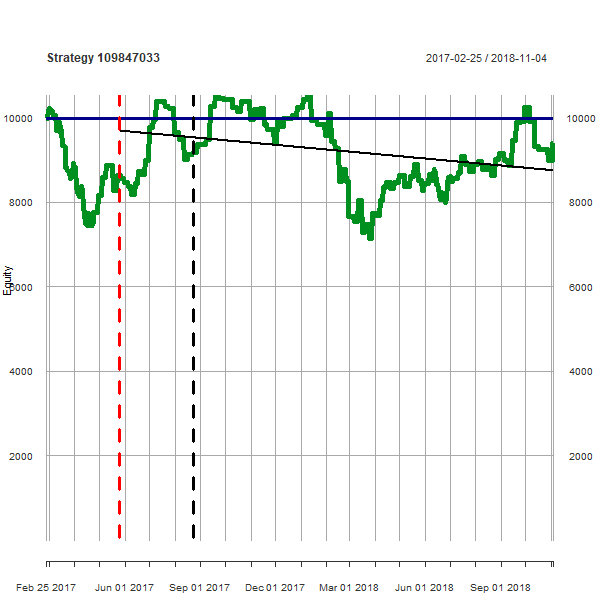 Strategy 109847033
2017-02-25 / 2018-11-04
10000
10000
8000
8000
Equity
6000
6000
4000
4000
2000
2000
Feb 25 2017
Jun 01 2017
Sep 01 2017
Dec 01 2017
Mar 01 2018
Jun 01 2018
Sep 01 2018